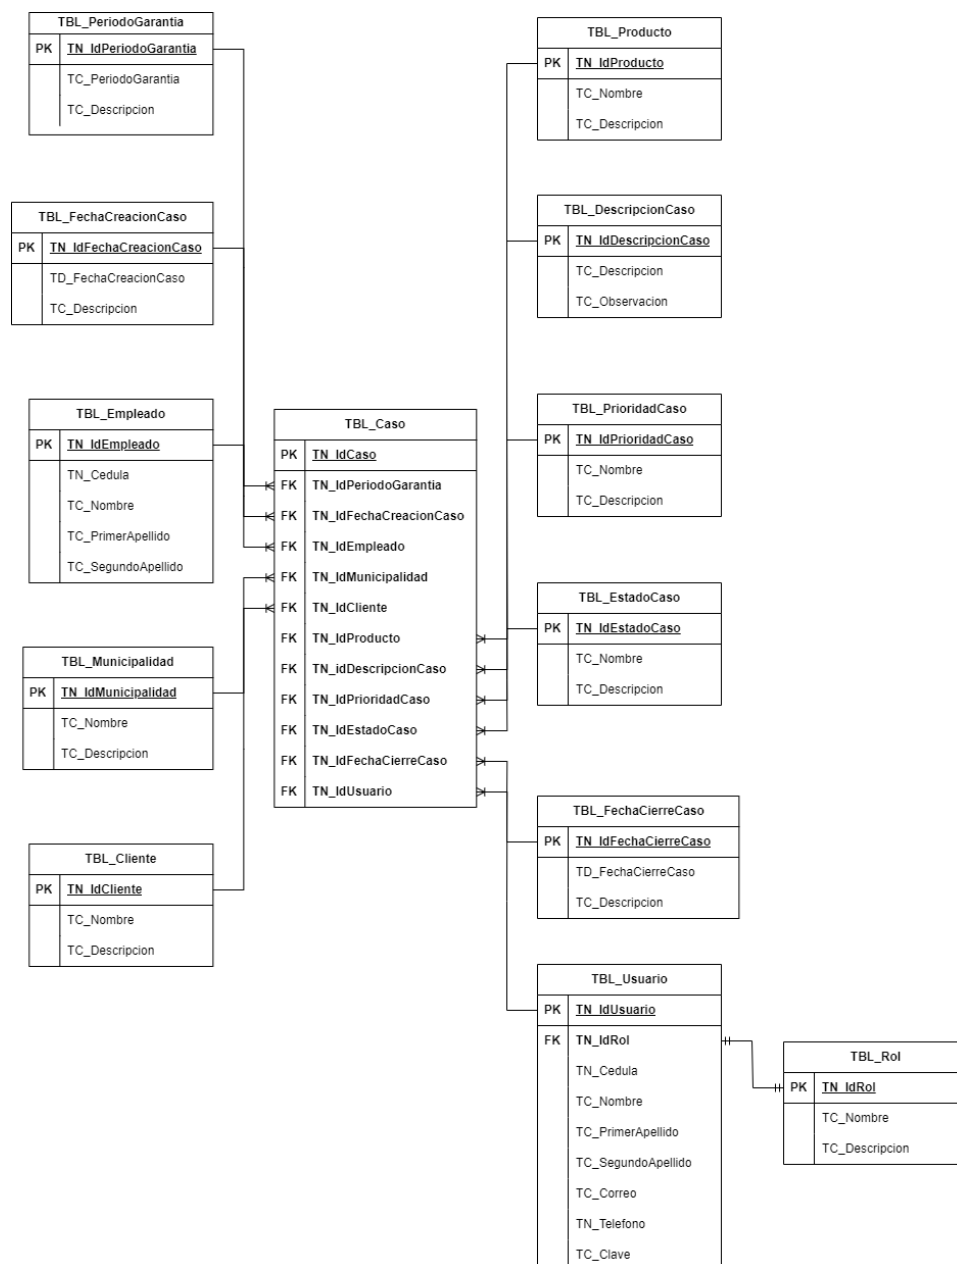 TBL_PeriodoGarantia
PK TN_IdPeriodoGarantia
TC_PeriodoGarantia
TC_Descripcion
TBL_FechaCreacionCaso
PK TN_IdFechaCreacionCaso
TD_FechaCreacionCaso
TC_Descripcion
TBL_Empleado
PK TN_IdEmpleado
TN_Cedula
TC_Nombre
TC_PrimerApellido
TC_SegundoApellido
TBL_Municipalidad
PK TN_IdMunicipalidad
TC_Nombre
TC_Descripcion
TBL_Cliente
PK TN_IdCliente
TC_Nombre
TC_Descripcion
TBL_Caso
PK TN_IdCaso
FK TN_IdPeriodoGarantia
FK TN_IdFechaCreacionCaso
FK TN_IdEmpleado
FK TN_IdMunicipalidad
FK TN_IdCliente
FK TN_IdProducto
FK TN_idDescripcionCaso
FK TN_IdPrioridadCaso
FK TN_IdEstadoCaso
FK TN_IdFechaCierreCaso
FK TN_IdUsuario
TBL_Producto
PK TN_IdProducto
TC_Nombre
TC_Descripcion
TBL_DescripcionCaso
PK TN_IdDescripcionCaso
TC_Descripcion
TC_Observacion
TBL_PrioridadCaso
PK TN_IdPrioridadCaso
TC_Nombre
TC_Descripcion
TBL_EstadoCaso
PK TN_IdEstadoCaso
TC_Nombre
TC_Descripcion
TBL_FechaCierreCaso
PK TN_IdFechaCierreCaso
TD_FechaCierreCaso
TC_Descripcion
TBL_Usuario
PK TN_IdUsuario
FK TN_IdRol
TN_Cedula
TC_Nombre
TC_PrimerApellido
TC_SegundoApellido
TC_Correo
TN_Telefono
TC_Clave
TBL_Rol
PK TN_IdRol
TC_Nombre
TC_Descripcion